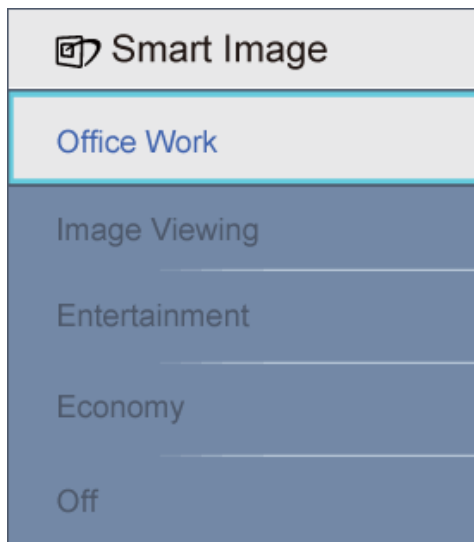 Smart Image
Office Work
Image Viewing
Entertainment
Economy
Off